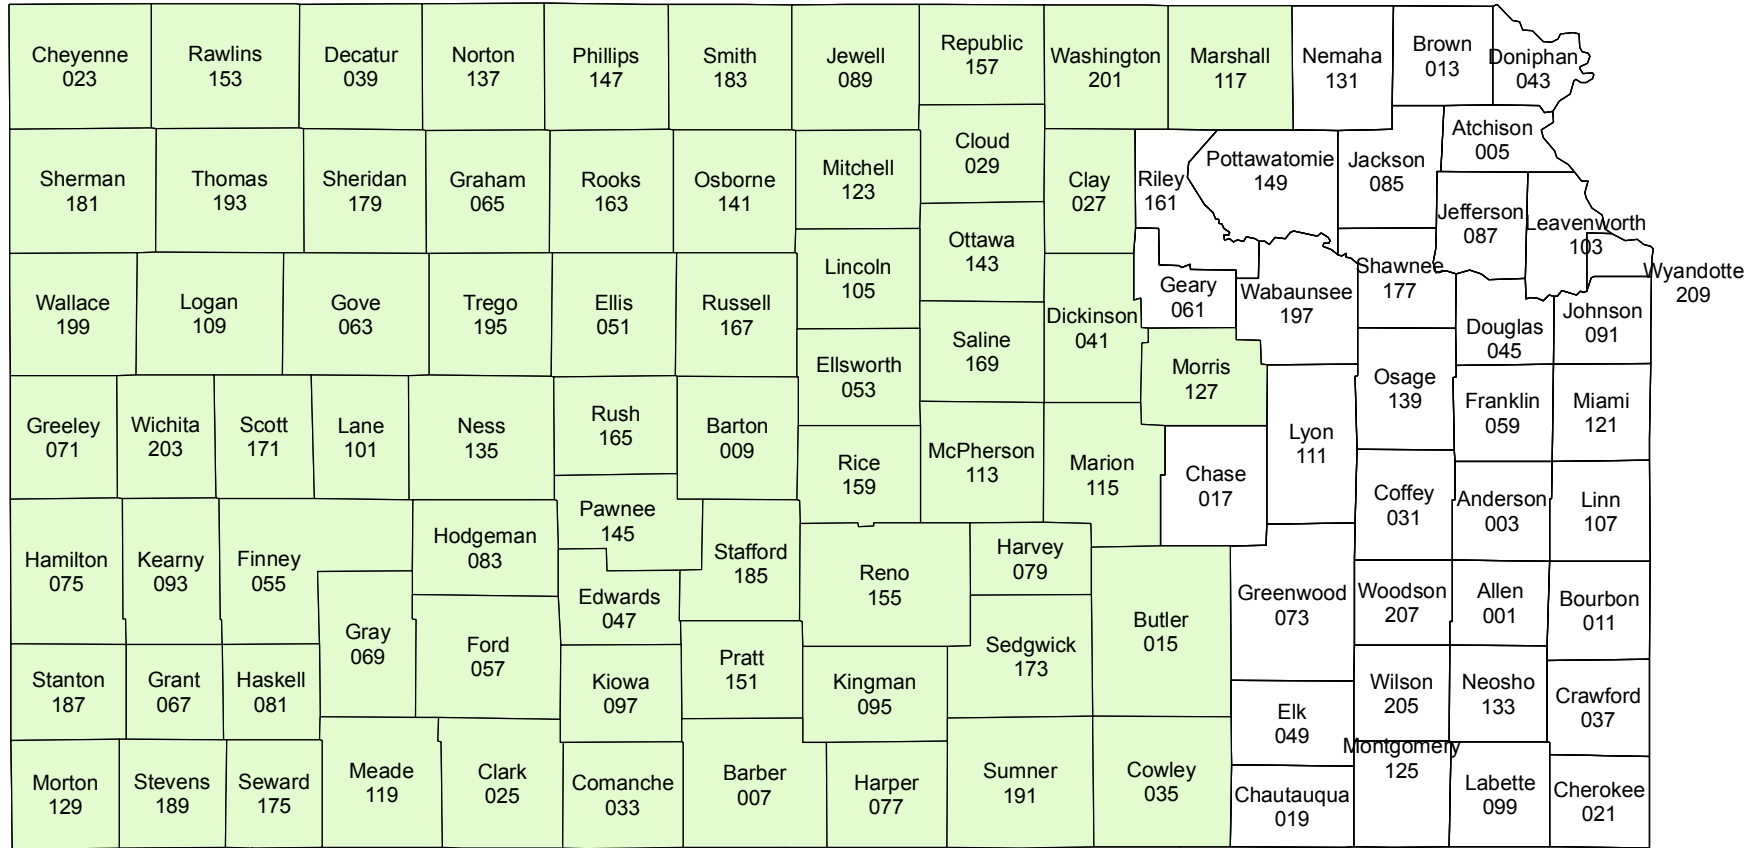 Cheyenne
023
Rawlins
153
Decatur
039
Norton
137
Phillips
147
Smith
183
Jewell
089
Republic
157
Washington
201
Marshall
117
Nemaha
131
Brown
013
Doniphan
043
Sherman
181
Thomas
193
Sheridan
179
Graham
065
Rooks
163
Osborne
141
Mitchell
123
Cloud
029
Clay
027
Riley
161
Pottawatomie
149
Jackson
085
Atchison
005
Jefferson
087
Leavenworth
103
Wyandotte
209
Wallace
199
Logan
109
Gove
063
Trego
195
Ellis
051
Russell
167
Lincoln
105
Ottawa
143
Saline
169
Dickinson
041
Geary
061
Wabaunsee
197
Shawnee
177
Douglas
045
Johnson
091
Greeley
071
Wichita
203
Scott
171
Lane
101
Ness
135
Rush
165
Barton
009
Ellsworth
053
Rice
159
McPherson
113
Marion
115
Morris
127
Chase
017
Lyon
111
Osage
139
Franklin
059
Miami
121
Coffey
031
Anderson
003
Linn
107
Hamilton
075
Kearny
093
Finney
055
Hodgeman
083
Pawnee
145
Stafford
185
Edwards
047
Reno
155
Harvey
079
Gray
069
Ford
057
Butler
015
Greenwood
073
Woodson
207
Allen
001
Bourbon
011
Stanton
187
Grant
067
Haskell
081
Kiowa
097
Pratt
151
Kingman
095
Sedgwick
173
Elk
049
Wilson
205
Neosho
133
Crawford
037
Morton
129
Stevens
189
Seward
175
Meade
119
Clark
025
Comanche
033
Barber
007
Harper
077
Sumner
191
Cowley
035
Chautauqua
019
Montgomery
125
Labette
099
Cherokee
021